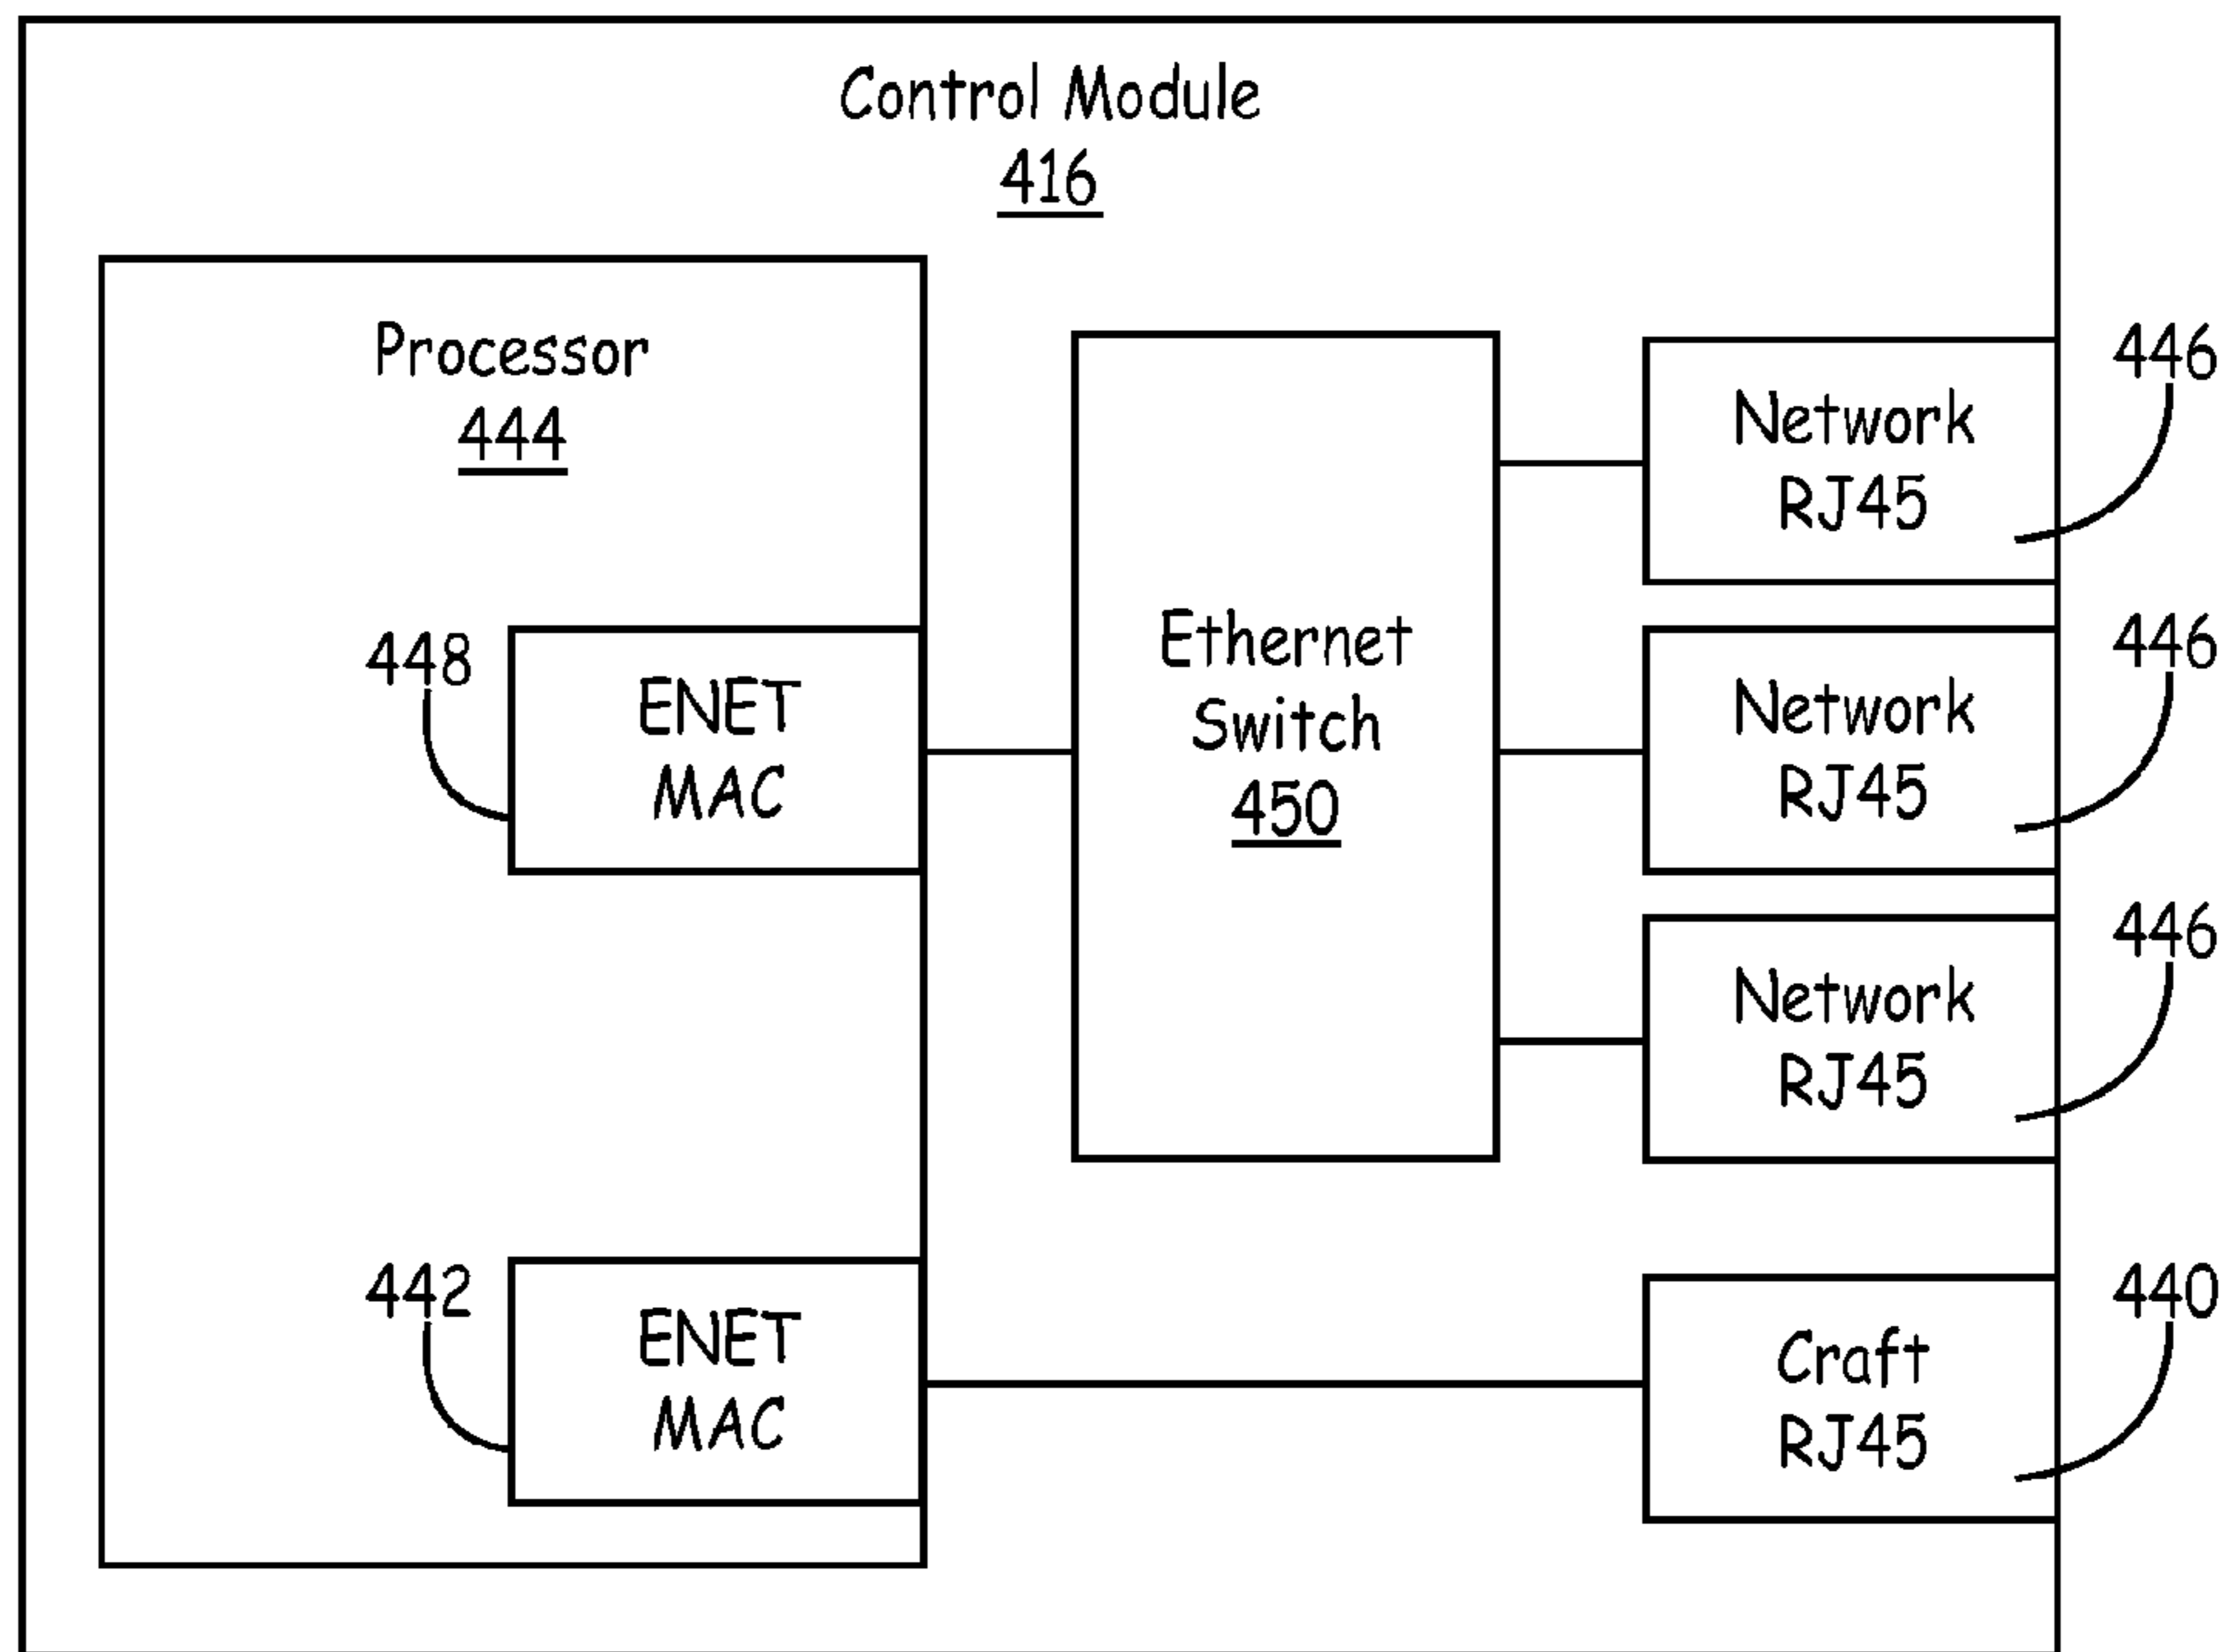 Control Module
416
Processor
444
448
ENET
MAC
442
ENET
MAC
Ethernet
Switch
450
Network
RJ45
446
Network
RJ45
446
Network
RJ45
446
Craft
RJ45
440